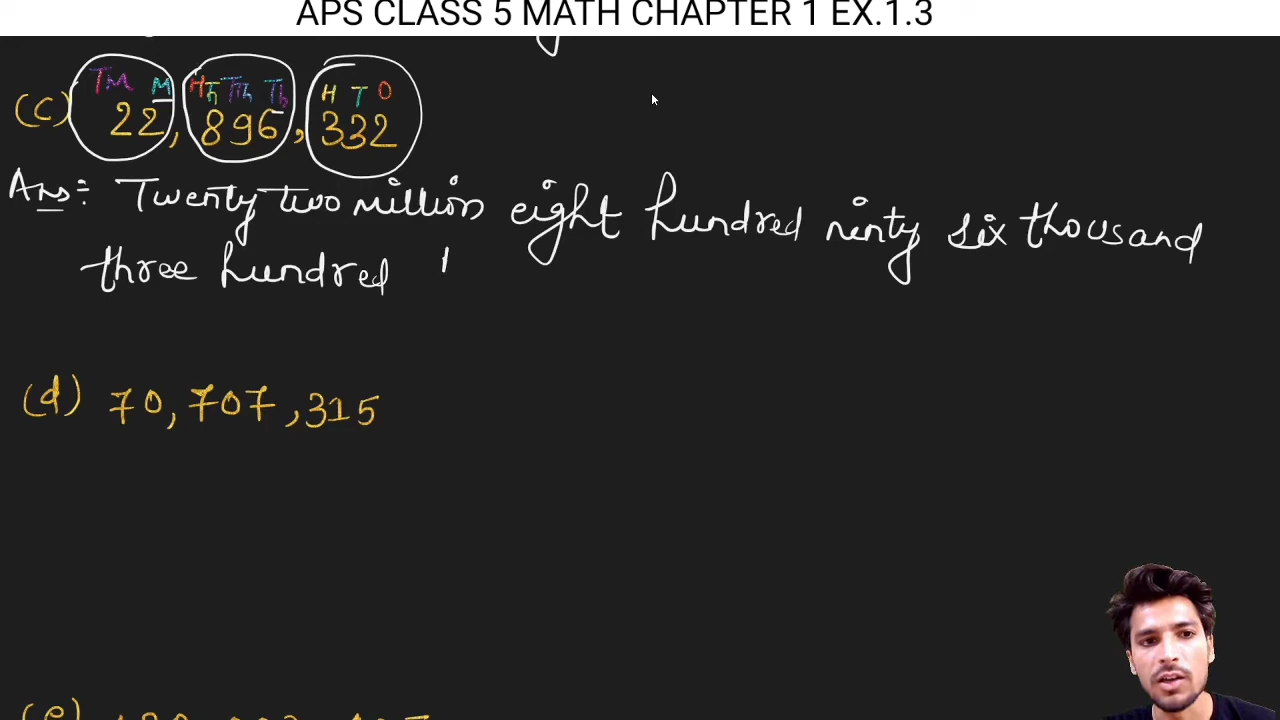 APS CLASS 5 MATH CHAPTER 1 EX.1.3
TM M HTh TTh Th H T O
(c) 22,896,332
Ans: Twenty two million eight hundred ninty six thousand
three hundred
(d) 70,707,315
(e)